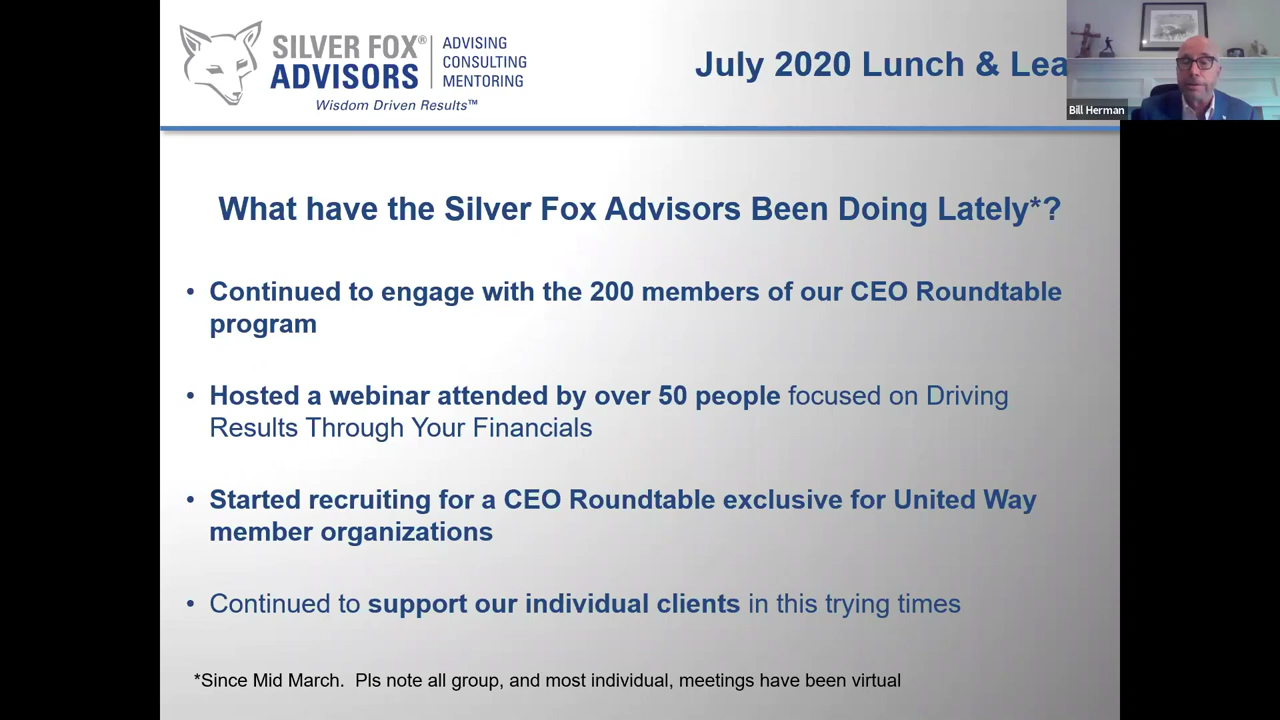 SILVER FOX®
ADVISORS
ADVISING
CONSULTING
MENTORING
Wisdom Driven Results™
July 2020 Lunch & Lea
Bill Herman
What have the Silver Fox Advisors Been Doing Lately*?
• Continued to engage with the 200 members of our CEO Roundtable
program
• Hosted a webinar attended by over 50 people focused on Driving
Results Through Your Financials
• Started recruiting for a CEO Roundtable exclusive for United Way
member organizations
• Continued to support our individual clients in this trying times
*Since Mid March.  Pls note all group, and most individual, meetings have been virtual